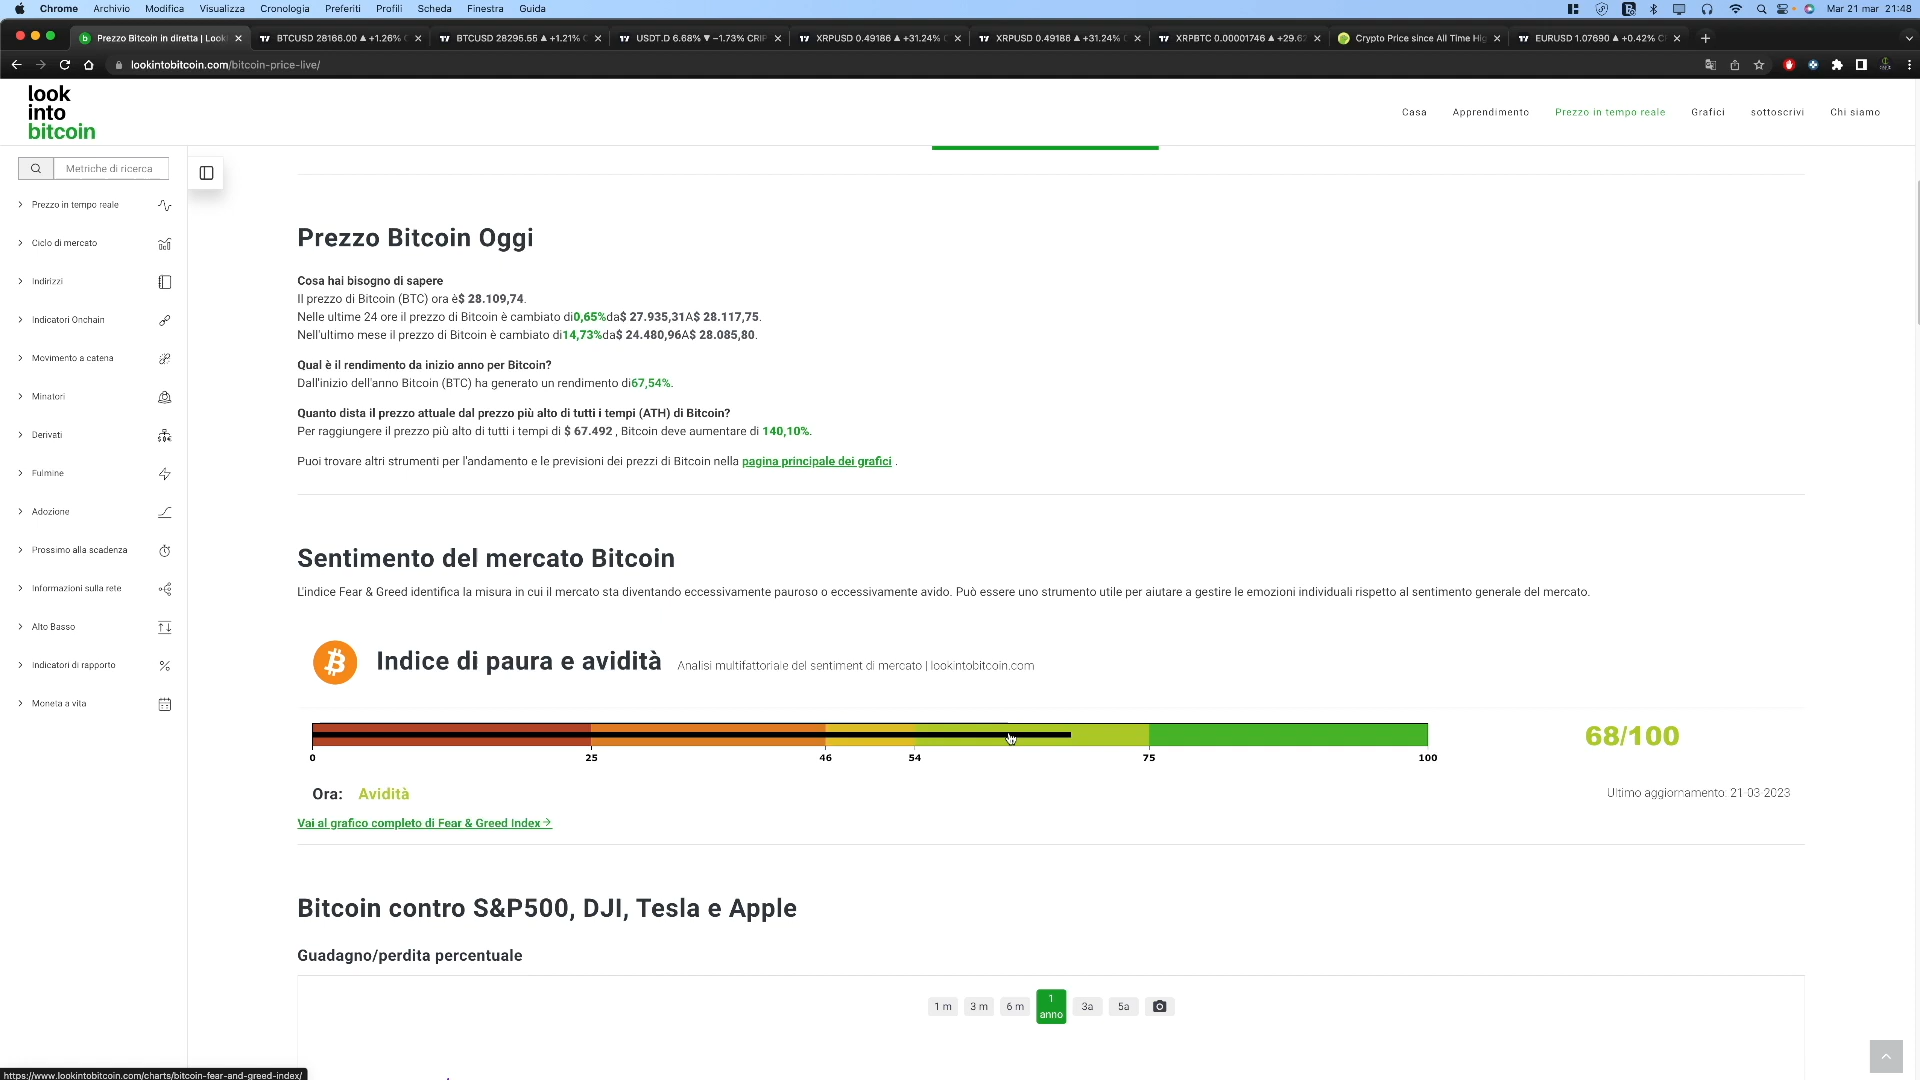 Chrome Archivio Modifica Visualizza Cronologia Preferiti Profili Scheda Finestra Guida Mar 21 mar 21:48
Prezzo Bitcoin in diretta | Look BTCUSD 28166.00 ▲ +1.26% BTCUSD 28295.55 ▲ +1.21% USDT.D 6.68% ▼ −1.73% CRIP XRPUSD 0.49186 ▲ +31.24% XRPUSD 0.49186 ▲ +31.24% XRPBTC 0.00001746 ▲ +29.6 Crypto Price since All Time Hig EURUSD 1.07690 ▲ +0.42%
lookintobitcoin.com/bitcoin-price-live/
look
into
bitcoin
Casa Apprendimento Prezzo in tempo reale Grafici sottoscrivi Chi siamo
Metriche di ricerca
Prezzo in tempo reale
Ciclo di mercato
Indirizzi
Indicatori Onchain
Movimento a catena
Minatori
Derivati
Fulmine
Adozione
Prossimo alla scadenza
Informazioni sulla rete
Alto Basso
Indicatori di rapporto
Moneta a vita
Prezzo Bitcoin Oggi
Cosa hai bisogno di sapere
Il prezzo di Bitcoin (BTC) ora è$ 28.109,74.
Nelle ultime 24 ore il prezzo di Bitcoin è cambiato di0,65%da$ 27.935,31A$ 28.117,75.
Nell'ultimo mese il prezzo di Bitcoin è cambiato di14,73%da$ 24.480,96A$ 28.085,80.
Qual è il rendimento da inizio anno per Bitcoin?
Dall'inizio dell'anno Bitcoin (BTC) ha generato un rendimento di67,54%.
Quanto dista il prezzo attuale dal prezzo più alto di tutti i tempi (ATH) di Bitcoin?
Per raggiungere il prezzo più alto di tutti i tempi di $ 67.492 , Bitcoin deve aumentare di 140,10%.
Puoi trovare altri strumenti per l'andamento e le previsioni dei prezzi di Bitcoin nella pagina principale dei grafici .
Sentimento del mercato Bitcoin
L'indice Fear & Greed identifica la misura in cui il mercato sta diventando eccessivamente pauroso o eccessivamente avido. Può essere uno strumento utile per aiutare a gestire le emozioni individuali rispetto al sentimento generale del mercato.
Indice di paura e avidità Analisi multifattoriale del sentiment di mercato | lookintobitcoin.com
68/100
0 25 46 54 75 100
Ora: Avidità
Ultimo aggiornamento: 21-03-2023
Vai al grafico completo di Fear & Greed Index→
Bitcoin contro S&P500, DJI, Tesla e Apple
Guadagno/perdita percentuale
1 m 3 m 6 m 1 anno 3a 5a
https://www.lookintobitcoin.com/charts/bitcoin-fear-and-greed-index/